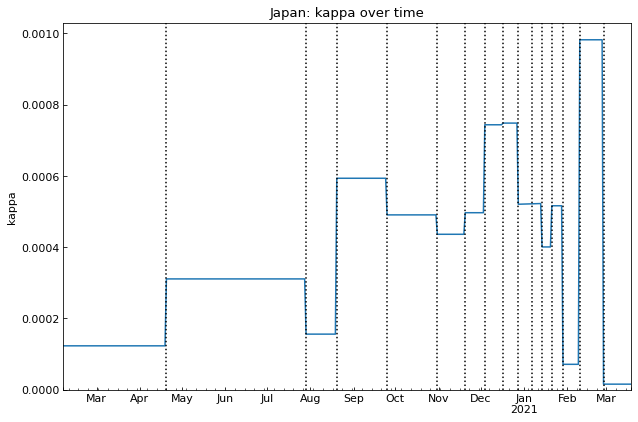 Japan: kappa over time
0.0010
0.0008
0.0006
0.0004
0.0002
0.0000
kappa
Mar Apr May Jun Jul Aug Sep Oct Nov Dec Jan Feb Mar
2021